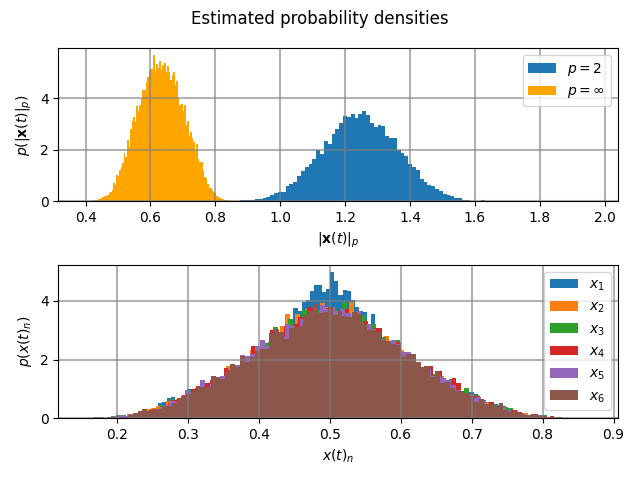 Estimated probability densities
p(|x(t)|ₚ)
4
2
0
p = 2
p = ∞
0.4 0.6 0.8 1.0 1.2 1.4 1.6 1.8 2.0
|x(t)|ₚ
p(x(t)ₙ)
4
2
0
x₁
x₂
x₃
x₄
x₅
x₆
0.2 0.3 0.4 0.5 0.6 0.7 0.8 0.9
x(t)ₙ